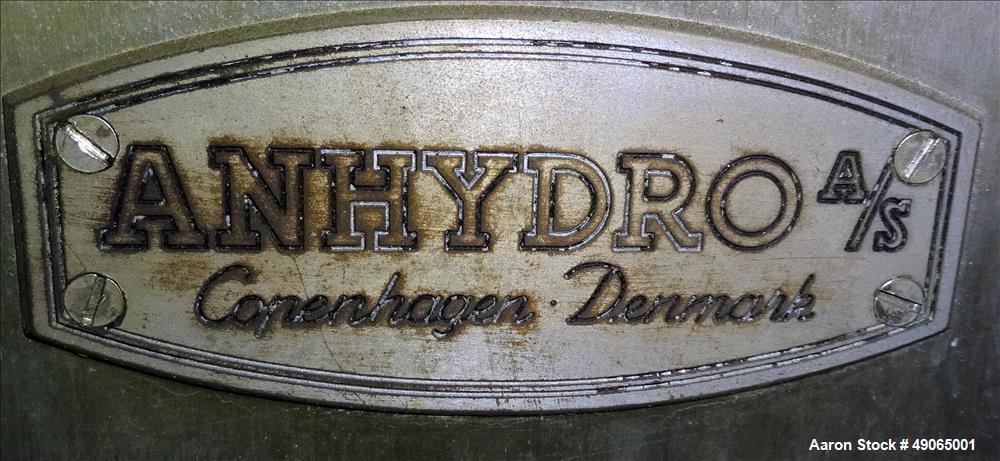 ANHYDRO A/S
Copenhagen. Denmark
Aaron Stock # 49065001